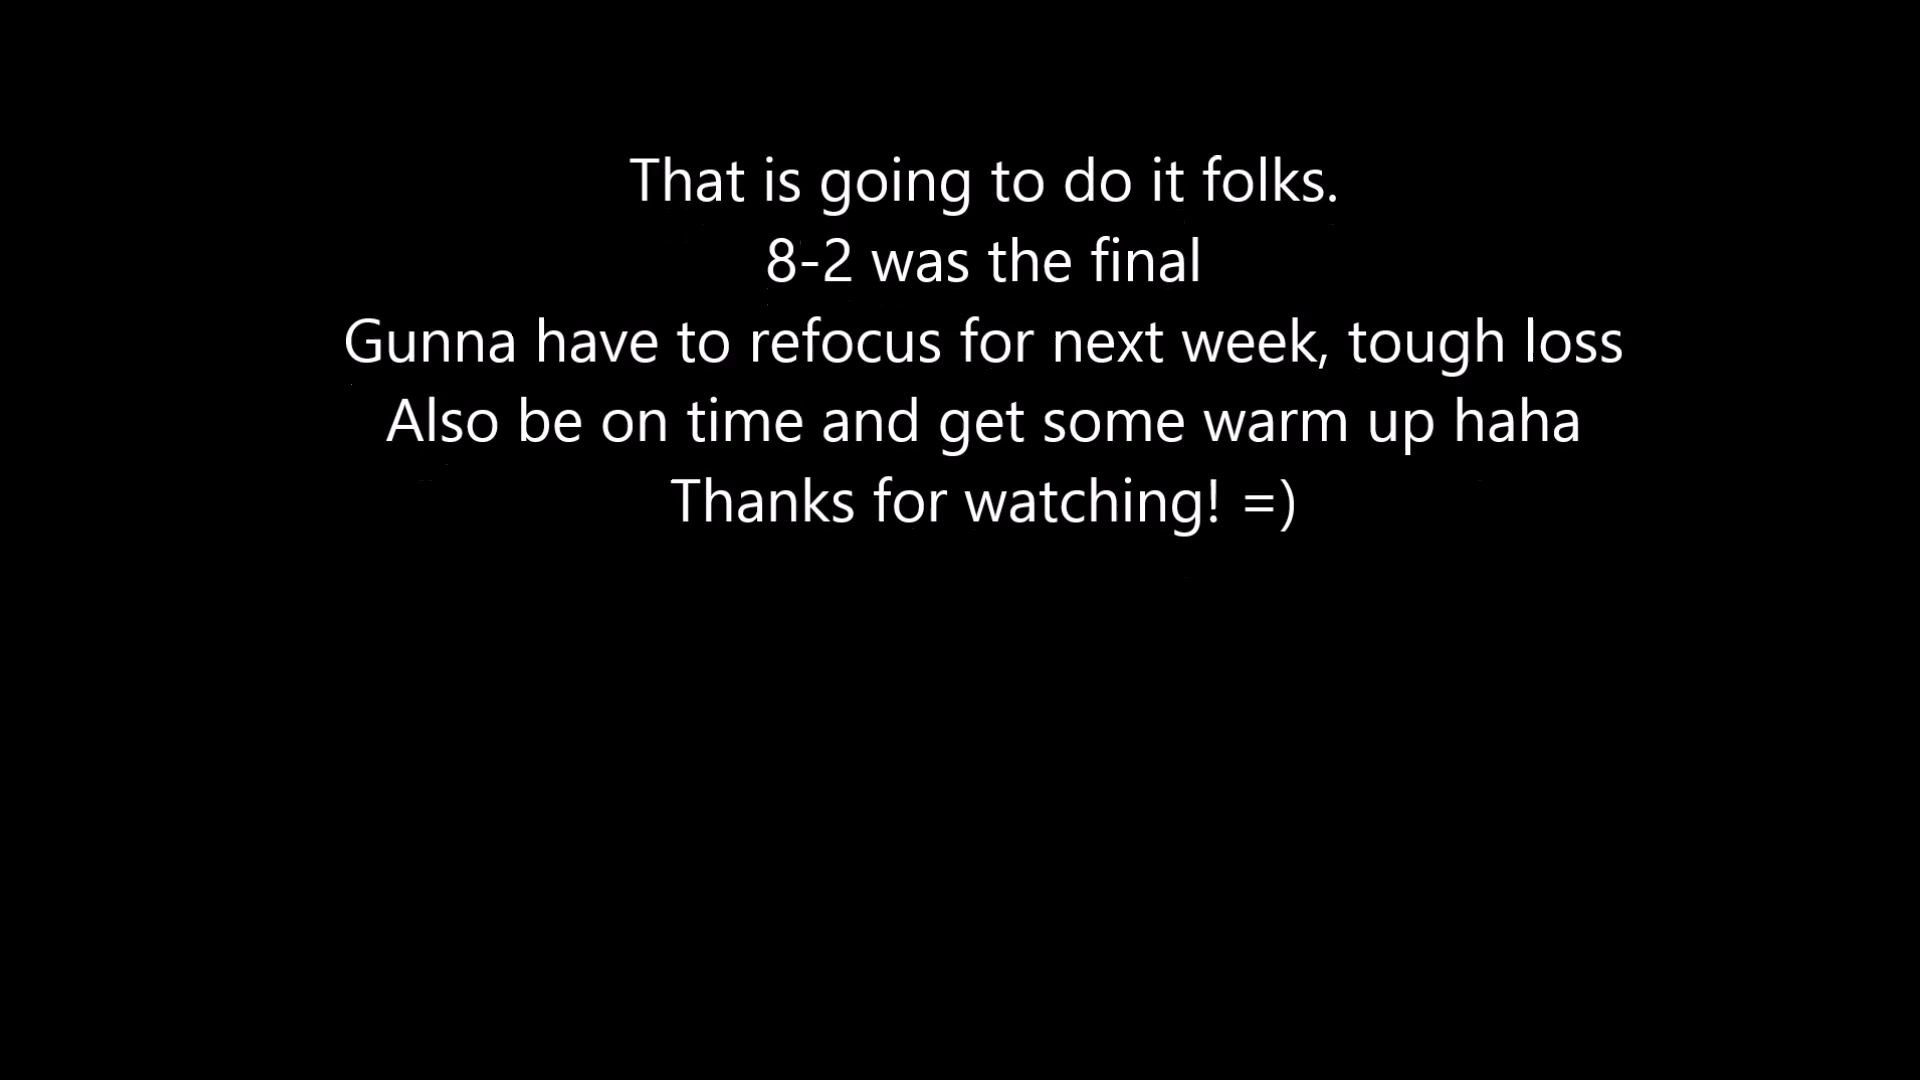 That is going to do it folks.
8-2 was the final
Gunna have to refocus for next week, tough loss
Also be on time and get some warm up haha
Thanks for watching! =)